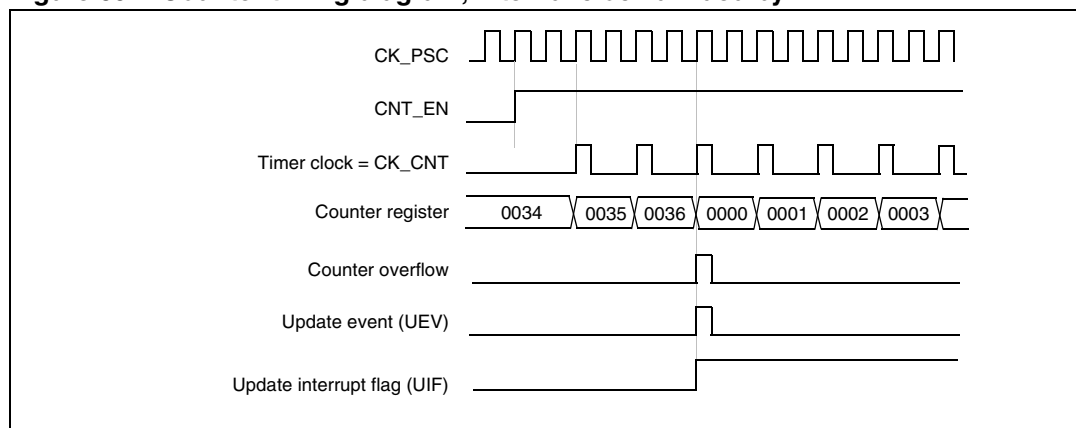 CK_PSC
CNT_EN
Timer clock = CK_CNT
Counter register
0034 0035 0036 0000 0001 0002 0003
Counter overflow
Update event (UEV)
Update interrupt flag (UIF)